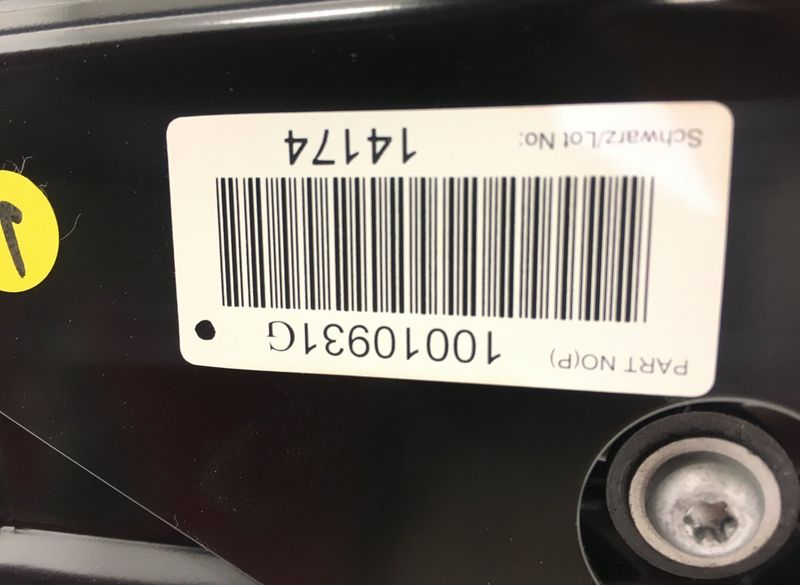 PART NO(P) 10010931G
Schwarz/Lot No: 14174